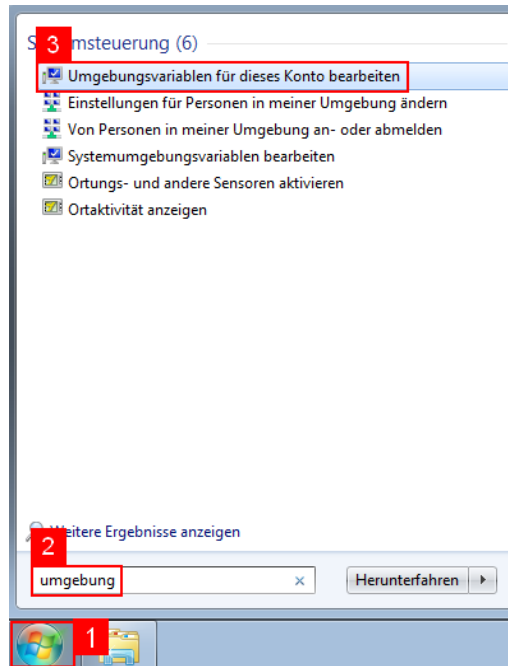 3
S msteuerung (6)
Umgebungsvariablen für dieses Konto bearbeiten
Einstellungen für Personen in meiner Umgebung ändern
Von Personen in meiner Umgebung an- oder abmelden
Systemumgebungsvariablen bearbeiten
Ortungs- und andere Sensoren aktivieren
Ortaktivität anzeigen
Weitere Ergebnisse anzeigen
2
umgebung
Herunterfahren
1